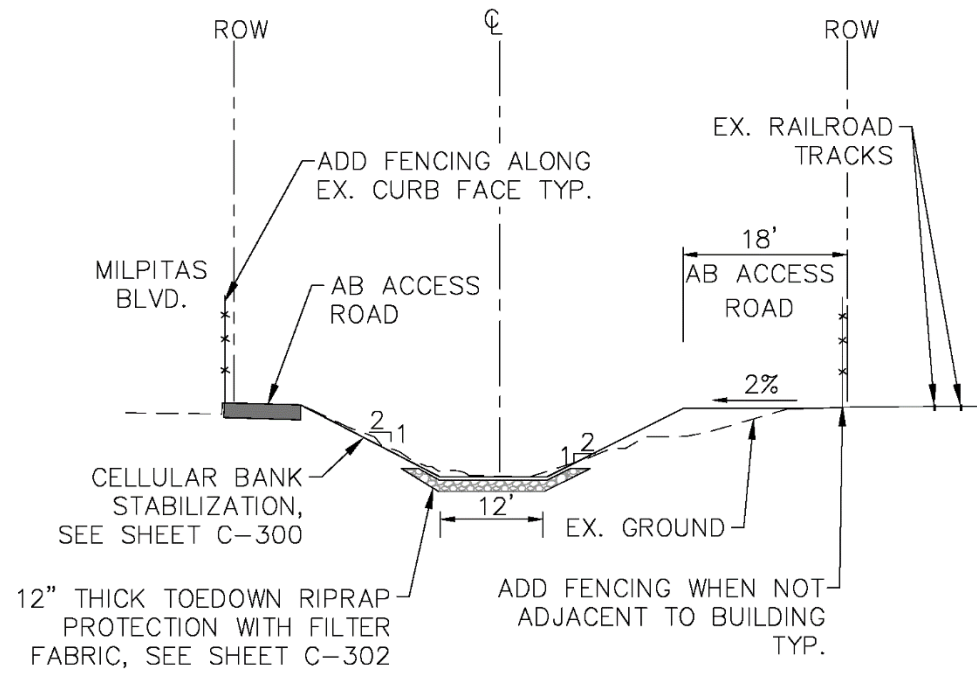 ROW
℄
ROW
EX. RAILROAD
TRACKS
ADD FENCING ALONG
EX. CURB FACE TYP.
18'
MILPITAS
BLVD.
AB ACCESS
ROAD
AB ACCESS
ROAD
2%
2
1
1
2
CELLULAR BANK
STABILIZATION,
SEE SHEET C-300
12'
EX. GROUND
12" THICK TOEDOWN RIPRAP
PROTECTION WITH FILTER
FABRIC, SEE SHEET C-302
ADD FENCING WHEN NOT
ADJACENT TO BUILDING
TYP.